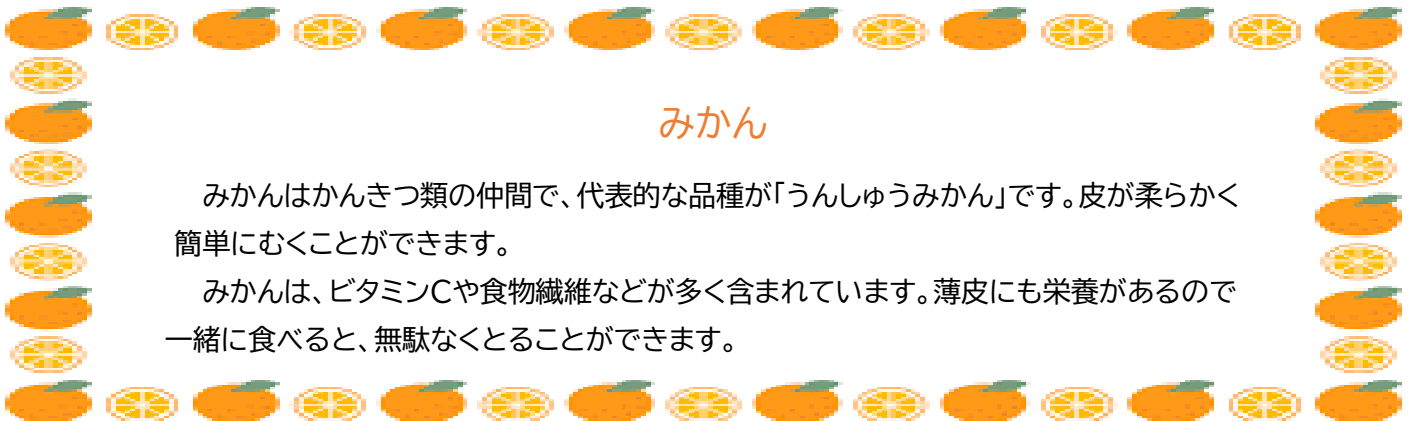 みかん
みかんはかんきつ類の仲間で、代表的な品種が「うんしゅうみかん」です。皮が柔らかく
簡単にむくことができます。
みかんは、ビタミンCや食物繊維などが多く含まれています。薄皮にも栄養があるので
一緒に食べると、無駄なくとることができます。